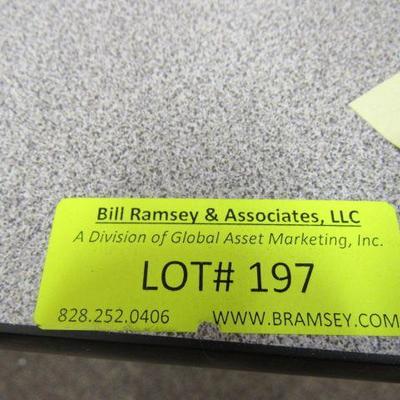 Bill Ramsey & Associates, LLC
A Division of Global Asset Marketing, Inc.
LOT# 197
828.252.0406 WWW.BRAMSEY.COM